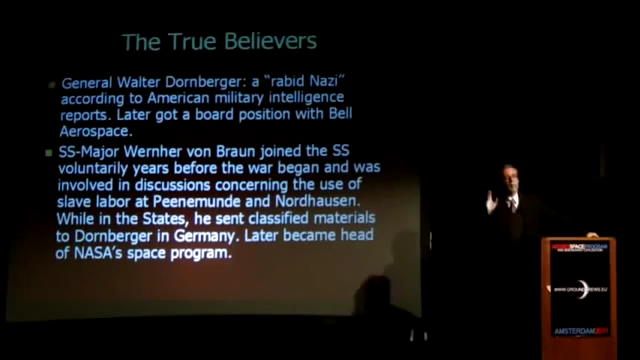 The True Believers
General Walter Dornberger: a "rabid Nazi"
according to American military intelligence
reports. Later got a board position with Bell
Aerospace.
SS-Major Wernher von Braun joined the SS
voluntarily years before the war began and was
involved in discussions concerning the use of
slave labor at Peenemunde and Nordhausen.
While in the States, he sent classified materials
to Dornberger in Germany. Later became head
of NASA's space program.
SPACE PROGRAM
AMSTERDAM 2011